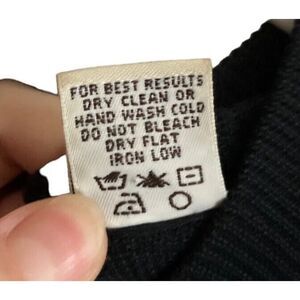 FOR BEST RESULTS
DRY CLEAN OR
HAND WASH COLD
DO NOT BLEACH
DRY FLAT
IRON LOW